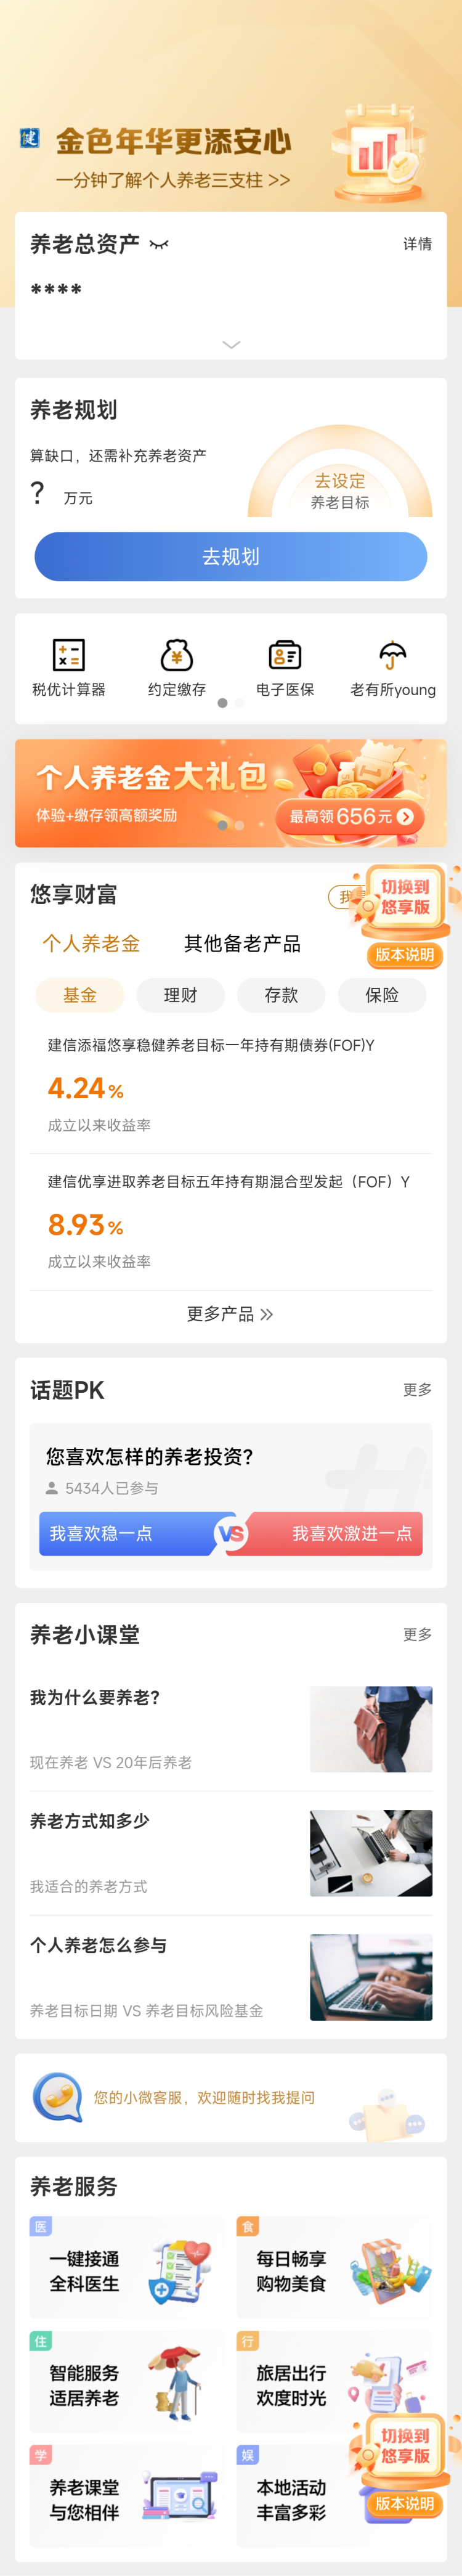 健
金色年华更添安心
一分钟了解个人养老三支柱 >>
养老总资产
详情
****
养老规划
算缺口，还需补充养老资产
? 万元
去设定
养老目标
去规划
税优计算器
约定缴存
电子医保
老有所young
个人养老金大礼包
体验+缴存领高额奖励
最高领656元
悠享财富
我
切换到
悠享版
版本说明
个人养老金
其他备老产品
基金
理财
存款
保险
建信添福悠享稳健养老目标一年持有期债券(FOF)Y
4.24%
成立以来收益率
建信优享进取养老目标五年持有期混合型发起（FOF）Y
8.93%
成立以来收益率
更多产品
话题PK
更多
您喜欢怎样的养老投资?
5434人已参与
我喜欢稳一点
VS
我喜欢激进一点
养老小课堂
更多
我为什么要养老?
现在养老 VS 20年后养老
养老方式知多少
我适合的养老方式
个人养老怎么参与
养老目标日期 VS 养老目标风险基金
您的小微客服，欢迎随时找我提问
养老服务
医
一键接通
全科医生
食
每日畅享
购物美食
住
智能服务
适居养老
行
旅居出行
欢度时光
切换到
悠享版
版本说明
学
养老课堂
与您相伴
娱
本地活动
丰富多彩